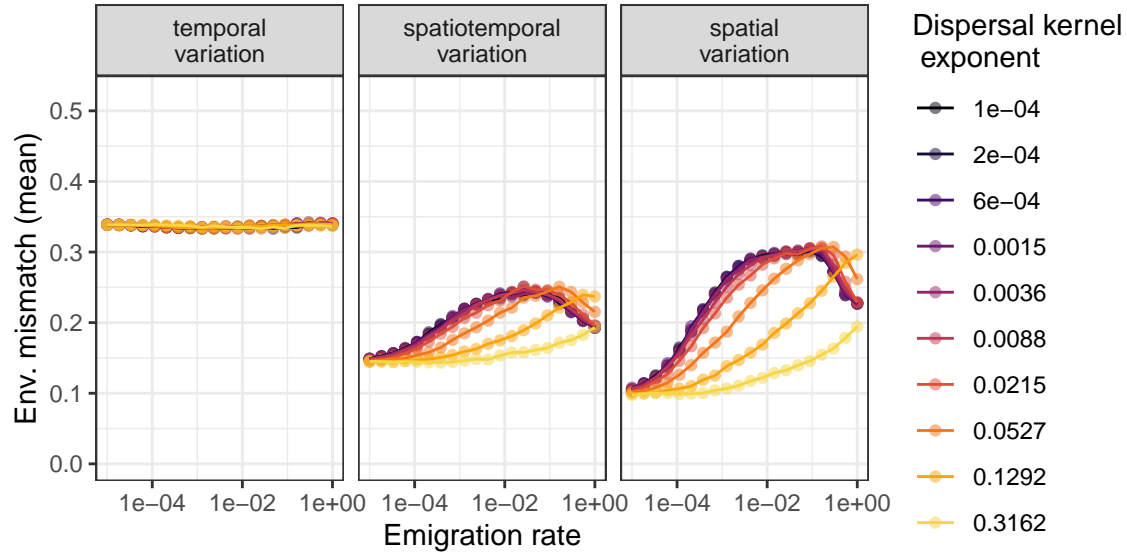 temporal
variation
spatiotemporal
variation
spatial
variation
Env. mismatch (mean)
0.5
0.4
0.3
0.2
0.1
0.0
1e−04
1e−02
1e+00
1e−04
1e−02
1e+00
1e−04
1e−02
1e+00
Emigration rate
Dispersal kernel
exponent
1e−04
2e−04
6e−04
0.0015
0.0036
0.0088
0.0215
0.0527
0.1292
0.3162